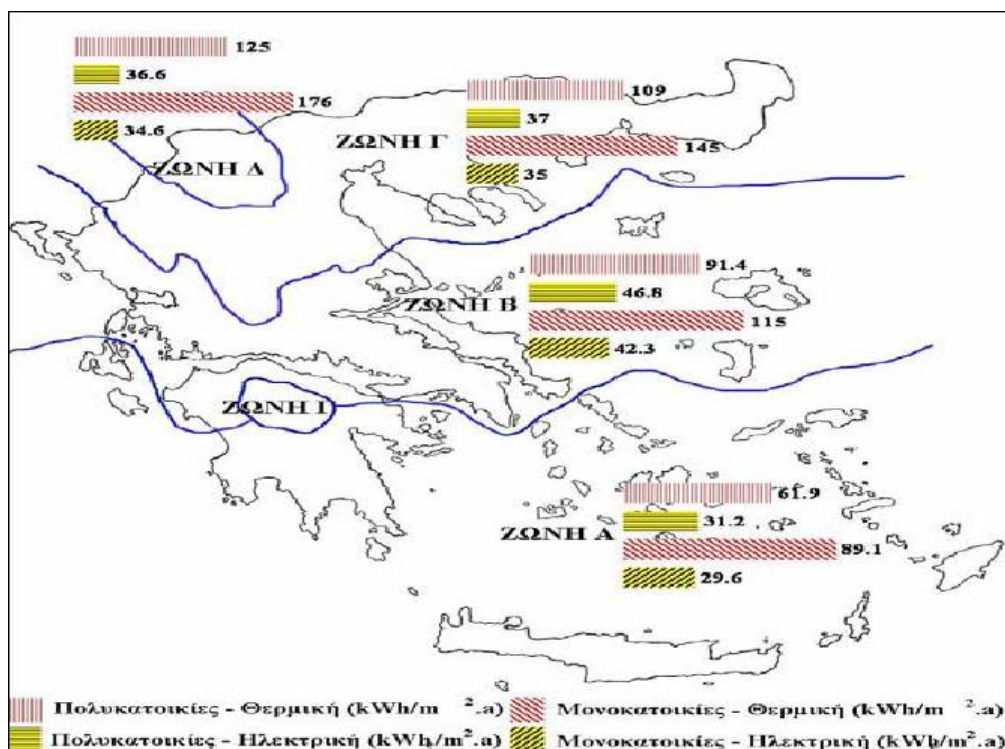 125
36.6
176
34.6
ΖΩΝΗ Δ
109
37
145
35
ΖΩΝΗ Γ
91.4
46.8
115
42.3
ΖΩΝΗ Β
ΖΩΝΗ Ι
61.9
31.2
89.1
29.6
ΖΩΝΗ Α
Πολυκατοικίες - Θερμική (kWh/m ².a)
Μονοκατοικίες - Θερμική (kWh/m ².a)
Πολυκατοικίες - Ηλεκτρική (kWh/m².a)
Μονοκατοικίες - Ηλεκτρική (kWh/m².a)